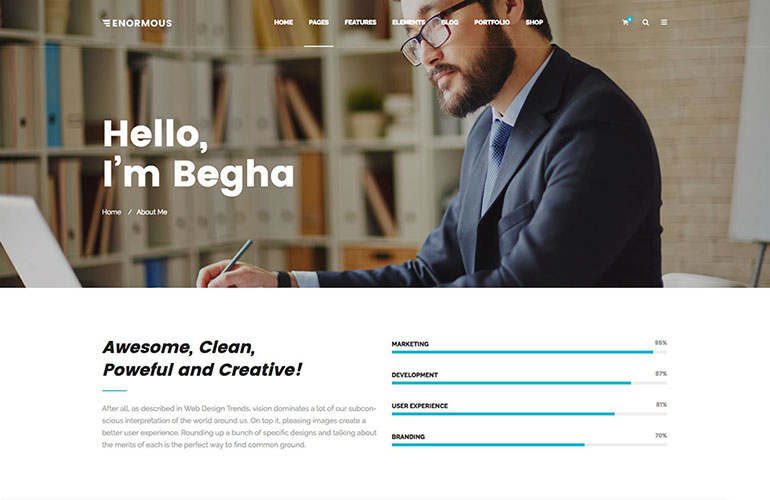 ENORMOUS
HOME PAGES FEATURES ELEMENTS BLOG PORTFOLIO SHOP
Hello,
I'm Begha
Home / About Me
Awesome, Clean,
Poweful and Creative!
After all, as described in Web Design Trends, vision dominates a lot of our subcon-
scious interpretation of the world around us. On top it, pleasing images create a
better user experience. Rounding up a bunch of specific designs and talking about
the merits of each is the perfect way to find common ground.
MARKETING 95%
DEVELOPMENT 87%
USER EXPERIENCE 81%
BRANDING 70%